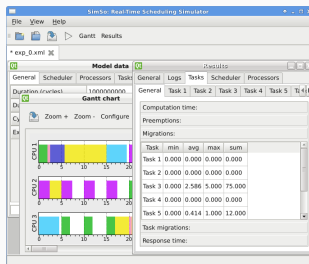 SimSo: Real-Time Scheduling Simulator
File View Help
Gantt Results
* exp_0.xml
Model data
General Scheduler Processors Tasks
Duration (cycles) 1000000000
Gantt chart
Zoom + Zoom - Configure
CPU 1
0 5 10 15 20
CPU 2
0 5 10 15 20
CPU 3
0 5 10 15 20
Results
General Logs Tasks Scheduler Processors
General Task 1 Task 2 Task 3 Task 4 Task 5
Computation time:
Preemptions:
Migrations:
Task min avg max sum
Task 1 0.000 0.000 0.000 0.000
Task 2 0.000 0.000 0.000 0.000
Task 3 0.000 2.586 5.000 75.000
Task 4 0.000 0.000 0.000 0.000
Task 5 0.000 0.414 1.000 12.000
Task migrations:
Response time: